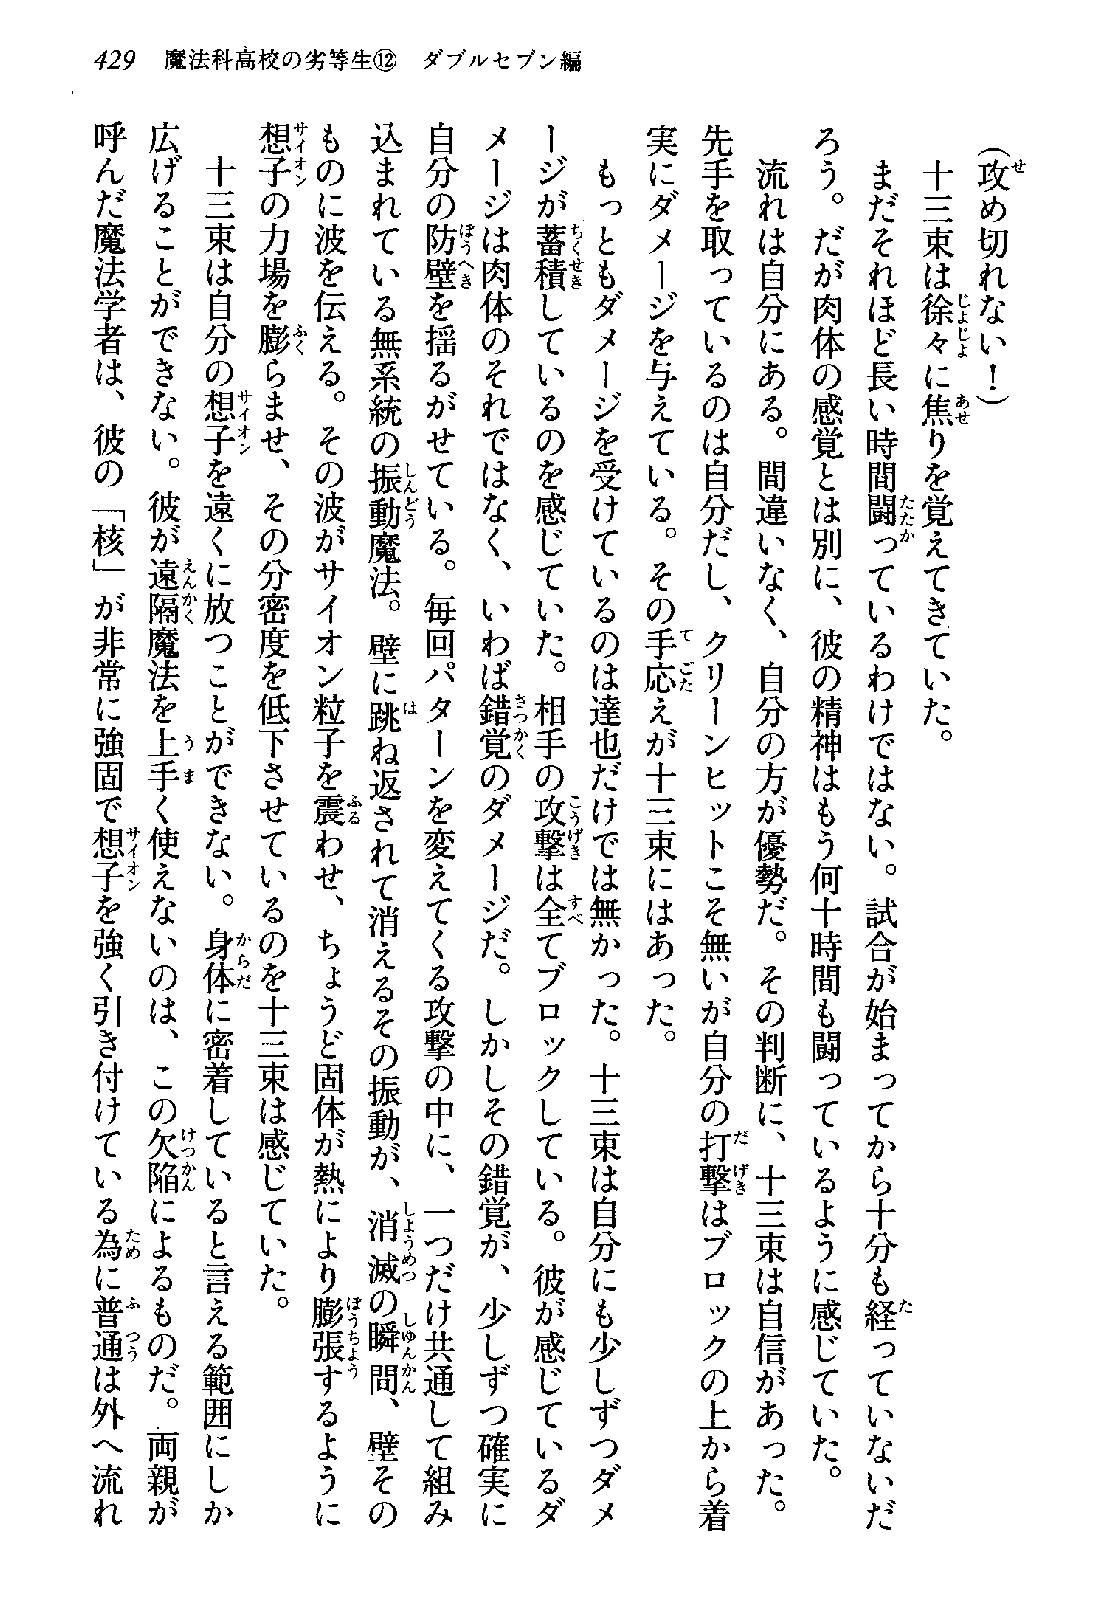 429　魔法科高校の劣等生⑫　ダブルセブン編
（攻め切れない！）
　十三束は徐々に焦りを覚えてきていた。
　まだそれほど長い時間闘っているわけではない。試合が始まってから十分も経っていないだ
ろう。だが肉体の感覚とは別に、彼の精神はもう何十時間も闘っているように感じていた。
　流れは自分にある。間違いなく、自分の方が優勢だ。その判断に、十三束は自信があった。
先手を取っているのは自分だし、クリーンヒットこそ無いが自分の打撃はブロックの上から着
実にダメージを与えている。その手応えが十三束にはあった。
　もっともダメージを受けているのは達也だけでは無かった。十三束は自分にも少しずつダメ
ージが蓄積しているのを感じていた。相手の攻撃は全てブロックしている。彼が感じているダ
メージは肉体のそれではなく、いわば錯覚のダメージだ。しかしその錯覚が、少しずつ確実に
自分の防壁を揺るがせている。毎回パターンを変えてくる攻撃の中に、一つだけ共通して組み
込まれている無系統の振動魔法。壁に跳ね返されて消えるその振動が、消滅の瞬間、壁その
ものに波を伝える。その波がサイオン粒子を震わせ、ちょうど固体が熱により膨張するように
想子の力場を膨らませ、その分密度を低下させているのを十三束は感じていた。
　十三束は自分の想子を遠くに放つことができない。身体に密着していると言える範囲にしか
広げることができない。彼が遠隔魔法を上手く使えないのは、この欠陥によるものだ。両親が
呼んだ魔法学者は、彼の「核」が非常に強固で想子を強く引き付けている為に普通は外へ流れ